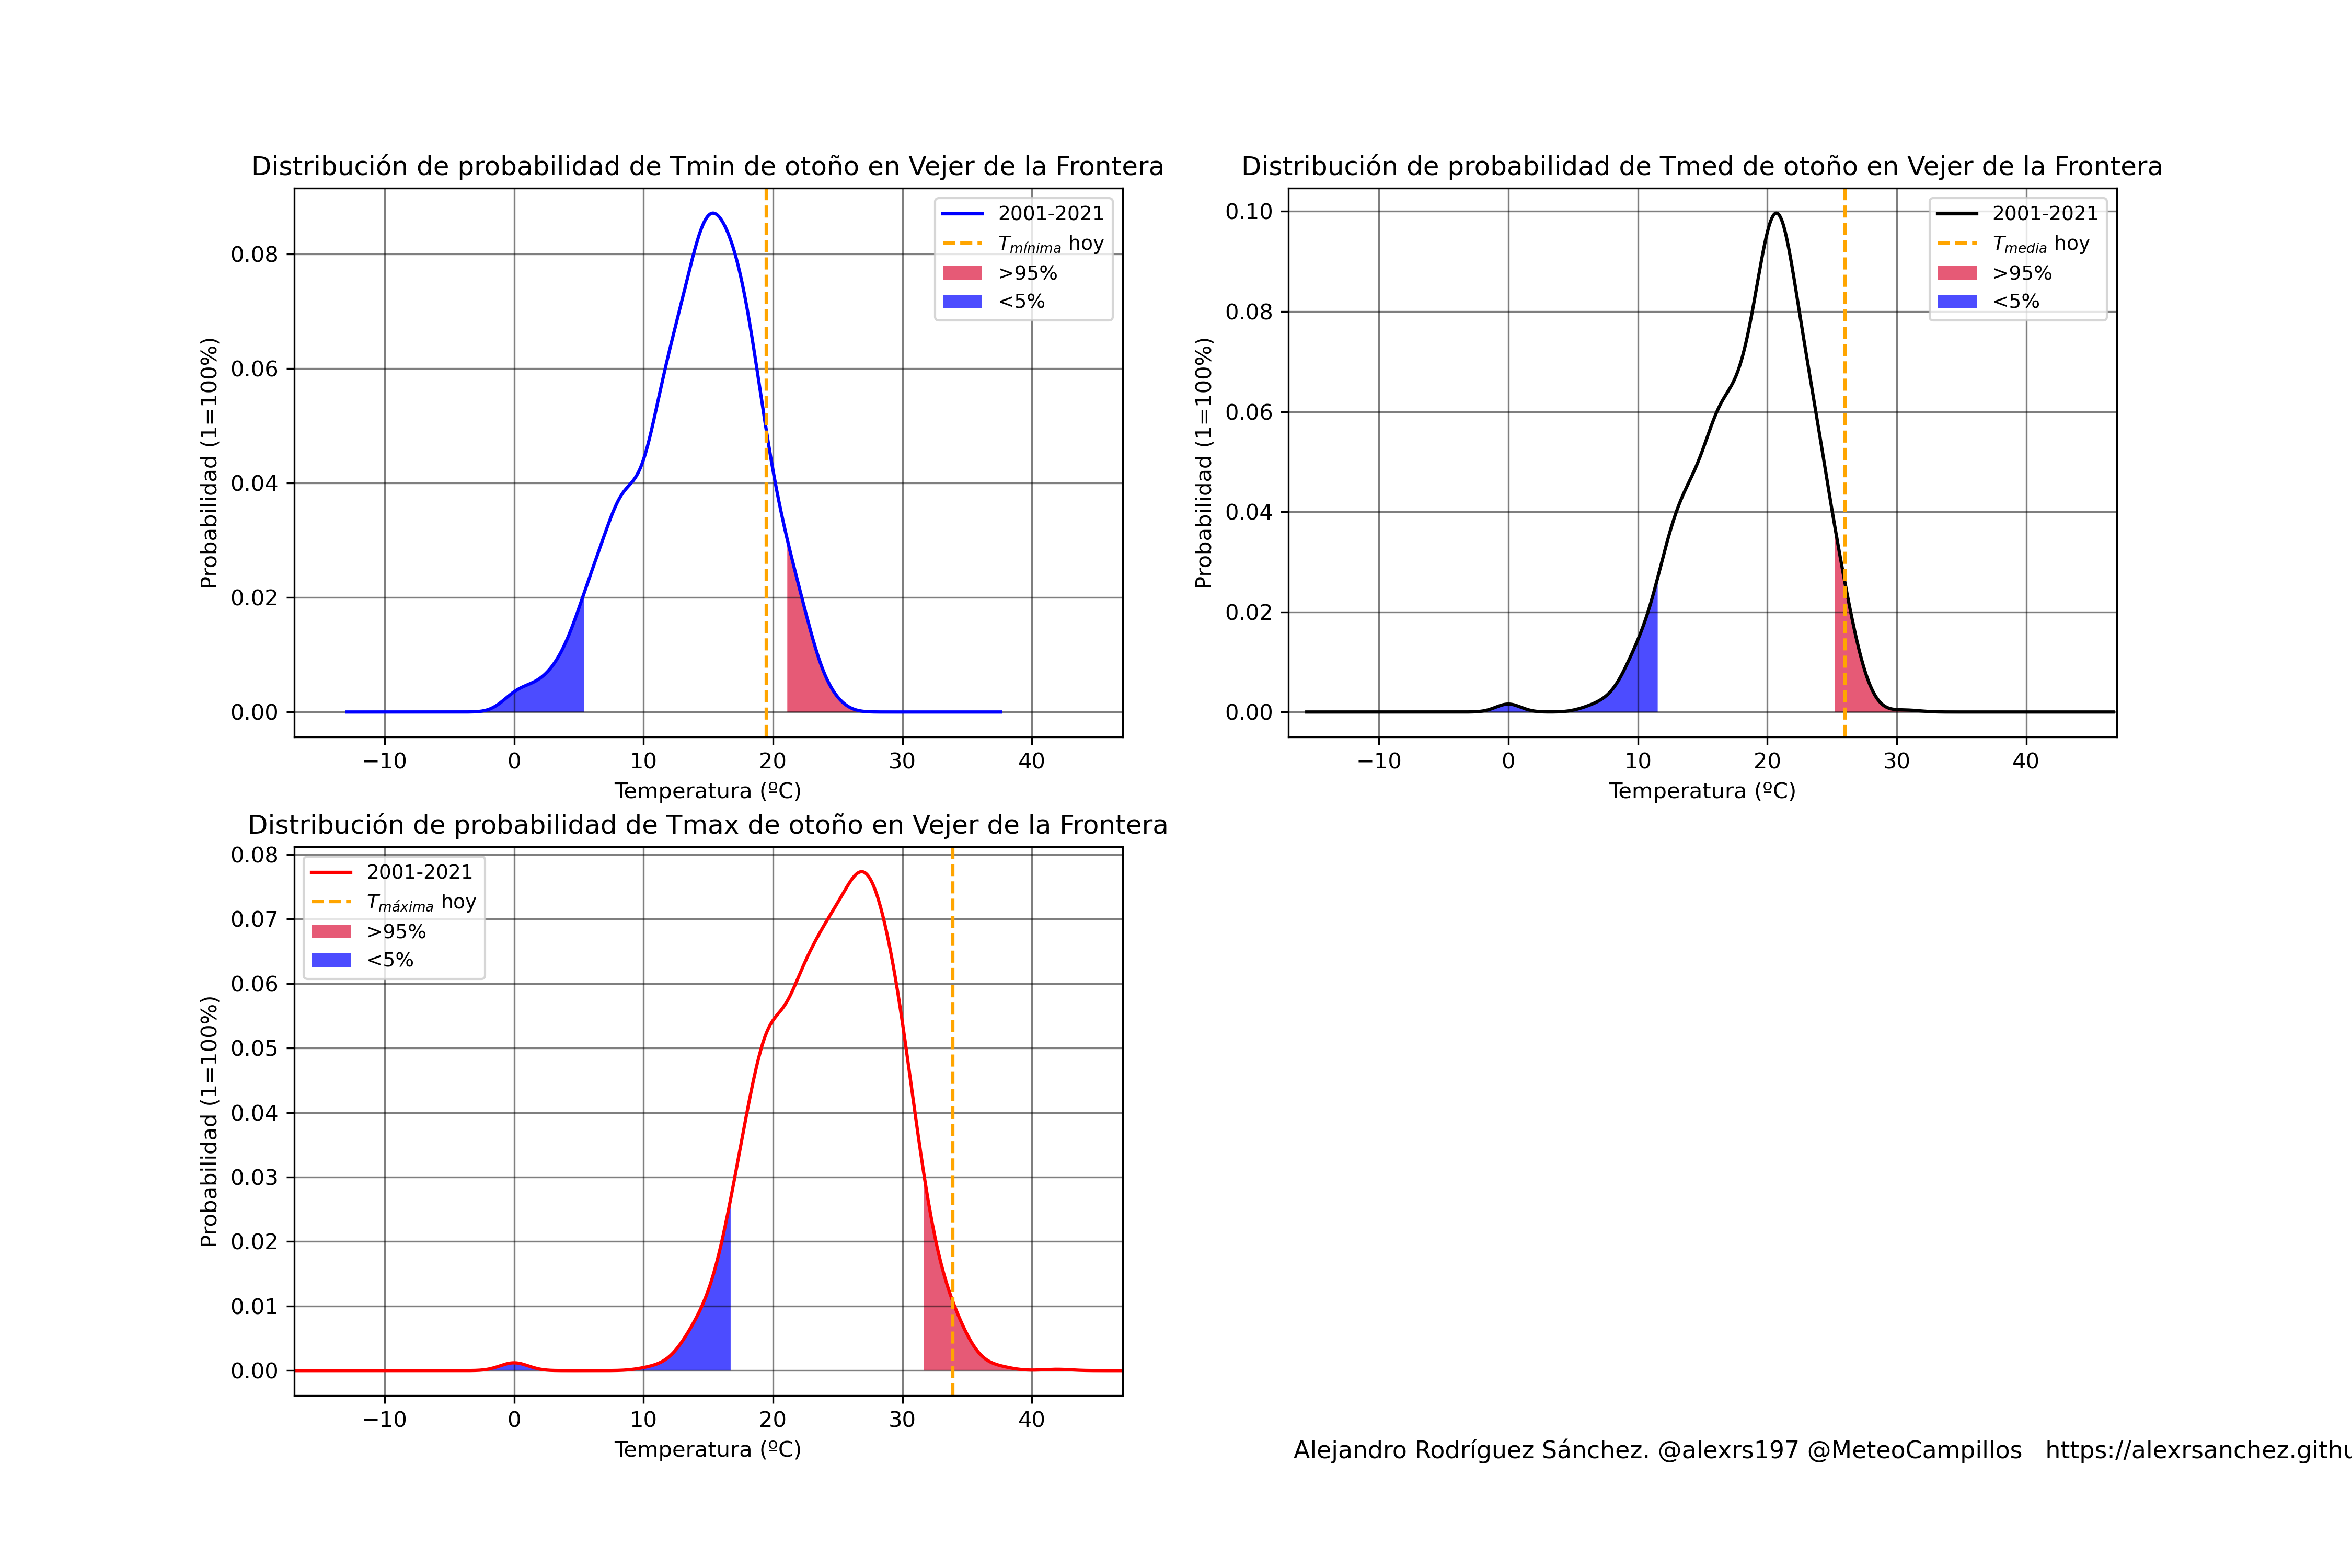 Distribución de probabilidad de Tmin de otoño en Vejer de la Frontera
Probabilidad (1=100%)
0.08
0.06
0.04
0.02
0.00
2001-2021
Tmínima hoy
>95%
<5%
−10 0 10 20 30 40
Temperatura (ºC)
Distribución de probabilidad de Tmed de otoño en Vejer de la Frontera
Probabilidad (1=100%)
0.10
0.08
0.06
0.04
0.02
0.00
2001-2021
Tmedia hoy
>95%
<5%
−10 0 10 20 30 40
Temperatura (ºC)
Distribución de probabilidad de Tmax de otoño en Vejer de la Frontera
Probabilidad (1=100%)
0.08
0.07
0.06
0.05
0.04
0.03
0.02
0.01
0.00
2001-2021
Tmáxima hoy
>95%
<5%
−10 0 10 20 30 40
Temperatura (ºC)
Alejandro Rodríguez Sánchez. @alexrs197 @MeteoCampillos https://alexrsanchez.githu